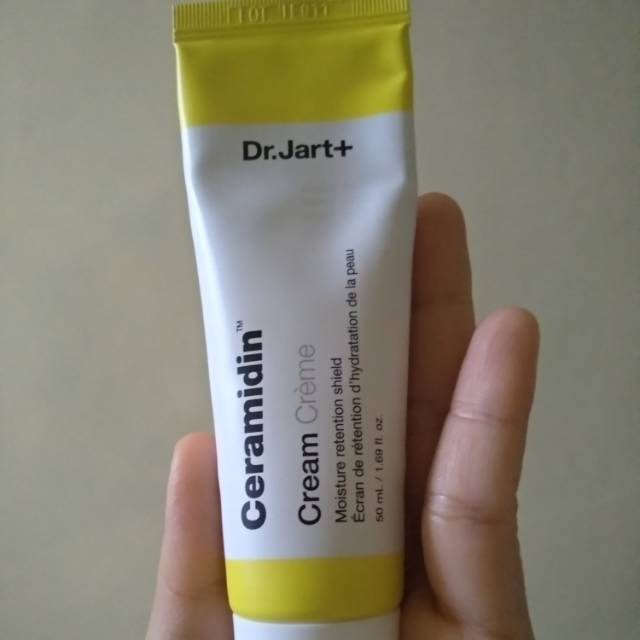 Dr.Jart+
Ceramidin™
Cream Crème
Moisture retention shield
Écran de rétention d'hydratation de la peau
50 mL / 1.69 fl. oz.